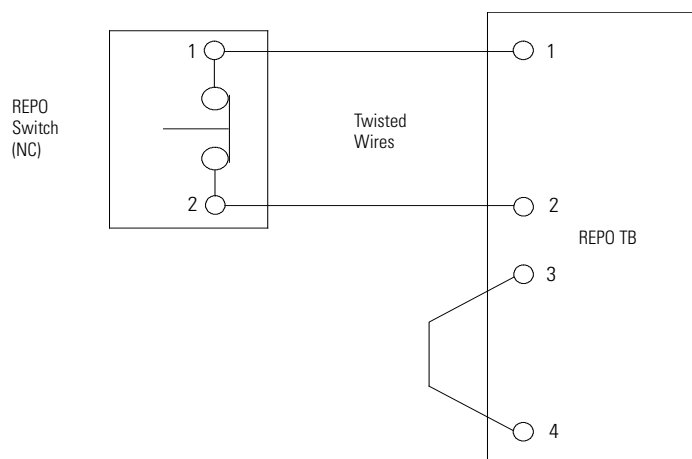 1
1
REPO
Switch
(NC)
Twisted
Wires
2
2
REPO TB
3
4